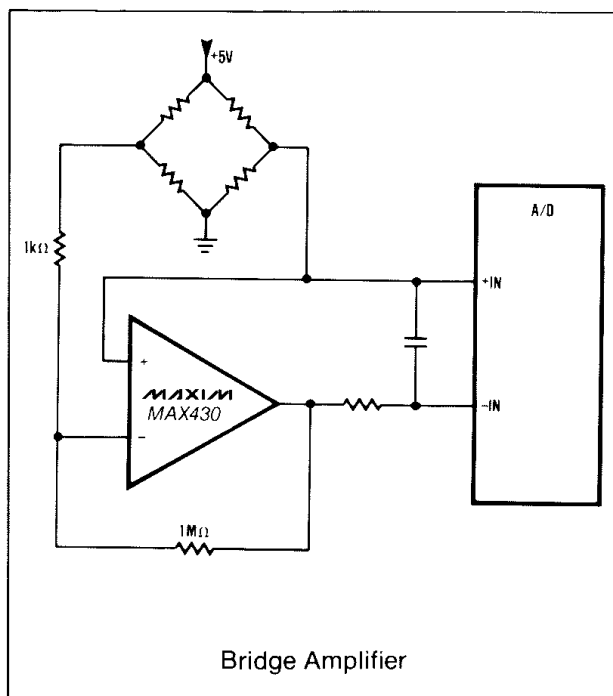 +5V
1kΩ
A/D
+IN
+
MAXIM
MAX430
−
−IN
1MΩ
Bridge Amplifier